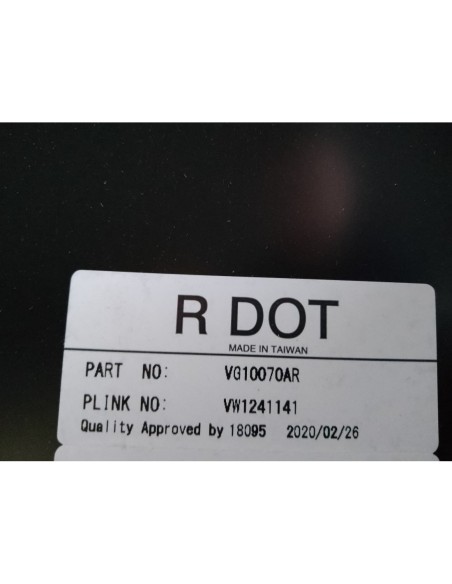 R DOT
MADE IN TAIWAN
PART NO: VG10070AR
PLINK NO: VW1241141
Quality Approved by 18095 2020/02/26